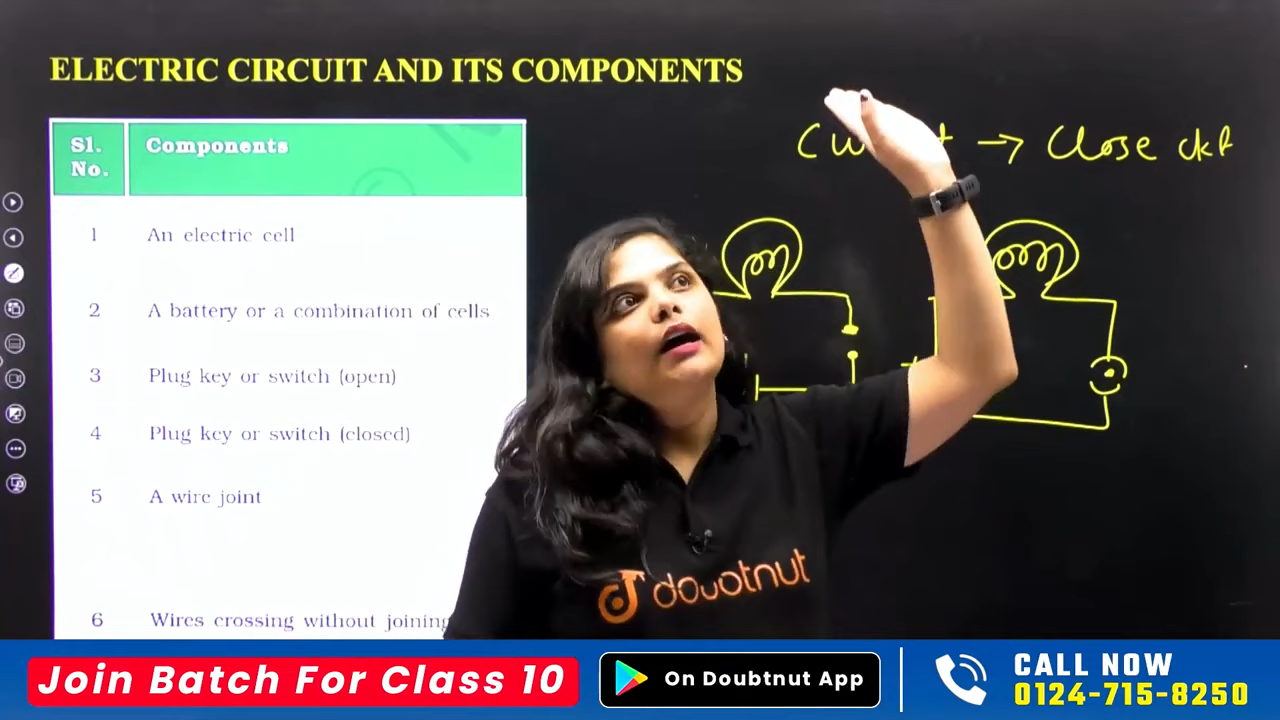 ELECTRIC CIRCUIT AND ITS COMPONENTS
Sl. No.
Components
1 An electric cell
2 A battery or a combination of cells
3 Plug key or switch (open)
4 Plug key or switch (closed)
5 A wire joint
6 Wires crossing without joining
→ Close ckt
doubtnut
Join Batch For Class 10
On Doubtnut App
CALL NOW
0124-715-8250